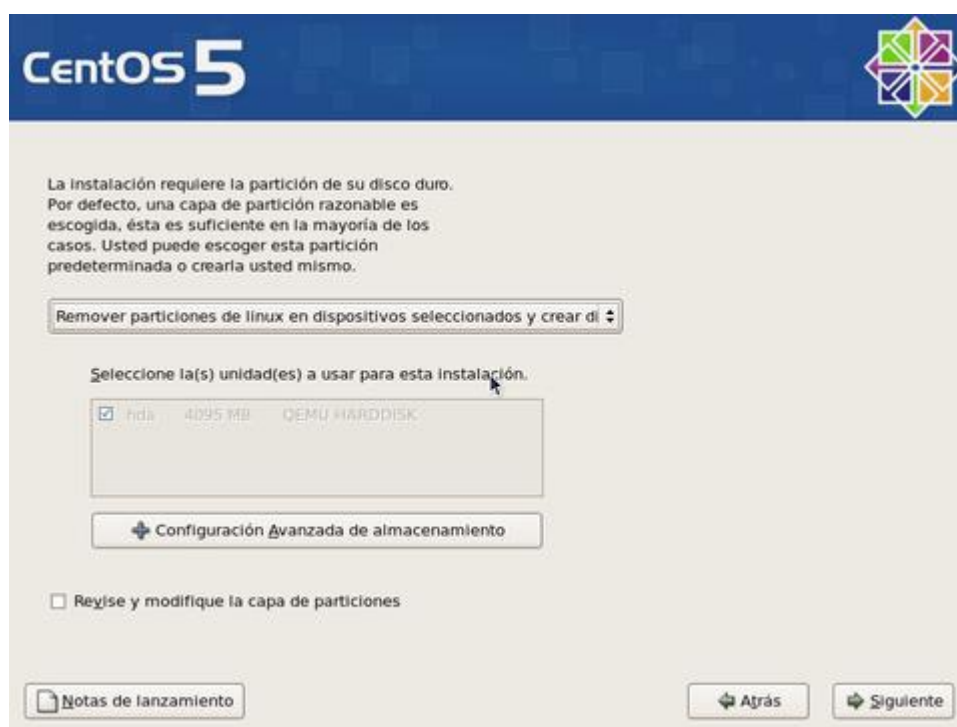 CentOS 5
La instalación requiere la partición de su disco duro.
Por defecto, una capa de partición razonable es
escogida, ésta es suficiente en la mayoría de los
casos. Usted puede escoger esta partición
predeterminada o crearla usted mismo.
Remover particiones de linux en dispositivos seleccionados y crear di
Seleccione la(s) unidad(es) a usar para esta instalación.
hda 4095 MB QEMU HARDDISK
Configuración Avanzada de almacenamiento
Revise y modifique la capa de particiones
Notas de lanzamiento
Atrás
Siguiente